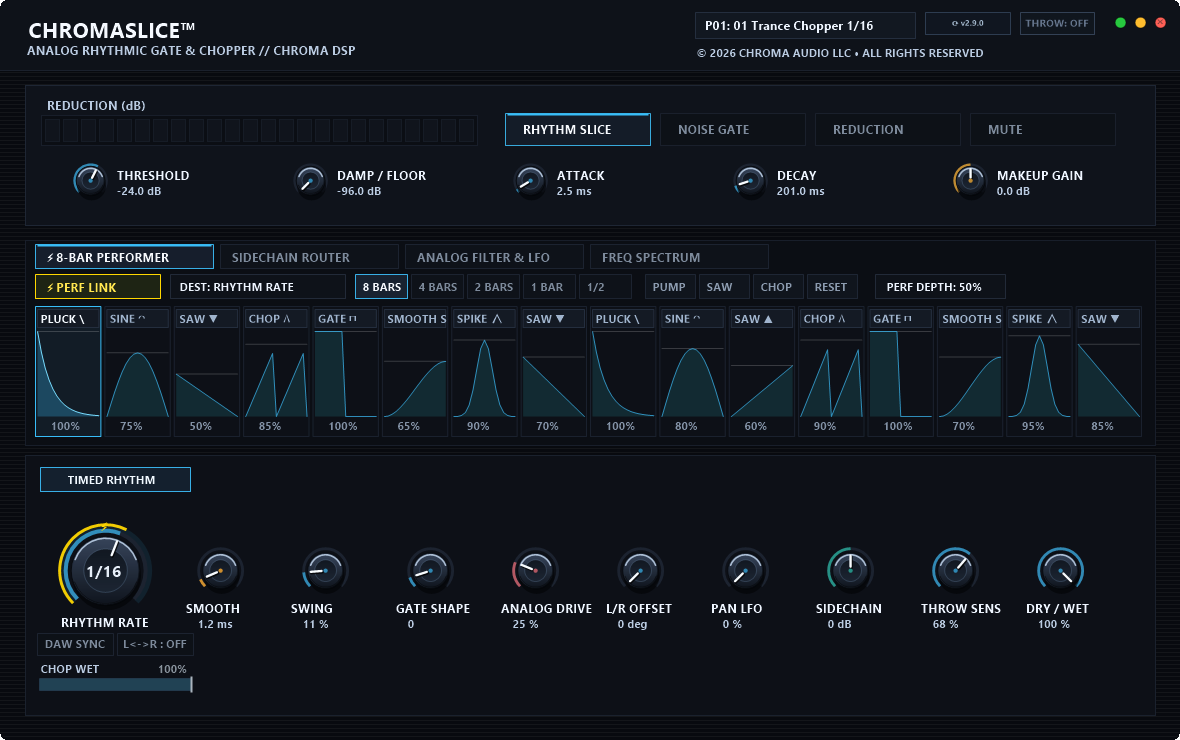 CHROMASLICE™
ANALOG RHYTHMIC GATE & CHOPPER // CHROMA DSP
P01: 01 Trance Chopper 1/16
v2.9.0
THROW: OFF
© 2026 CHROMA AUDIO LLC • ALL RIGHTS RESERVED
REDUCTION (dB)
RHYTHM SLICE
NOISE GATE
REDUCTION
MUTE
THRESHOLD
-24.0 dB
DAMP / FLOOR
-96.0 dB
ATTACK
2.5 ms
DECAY
201.0 ms
MAKEUP GAIN
0.0 dB
⚡8-BAR PERFORMER
SIDECHAIN ROUTER
ANALOG FILTER & LFO
FREQ SPECTRUM
⚡PERF LINK
DEST: RHYTHM RATE
8 BARS
4 BARS
2 BARS
1 BAR
1/2
PUMP
SAW
CHOP
RESET
PERF DEPTH: 50%
PLUCK \
SINE ⌒
SAW ▼
CHOP /\
GATE ⊓
SMOOTH S
SPIKE ⋀
SAW ▼
PLUCK \
SINE ⌒
SAW ▲
CHOP /\
GATE ⊓
SMOOTH S
SPIKE ⋀
SAW ▼
100%
75%
50%
85%
100%
65%
90%
70%
100%
80%
60%
90%
100%
70%
95%
85%
TIMED RHYTHM
1/16
RHYTHM RATE
SMOOTH
1.2 ms
SWING
11 %
GATE SHAPE
0
ANALOG DRIVE
25 %
L/R OFFSET
0 deg
PAN LFO
0 %
SIDECHAIN
0 dB
THROW SENS
68 %
DRY / WET
100 %
DAW SYNC
L<->R : OFF
CHOP WET
100%